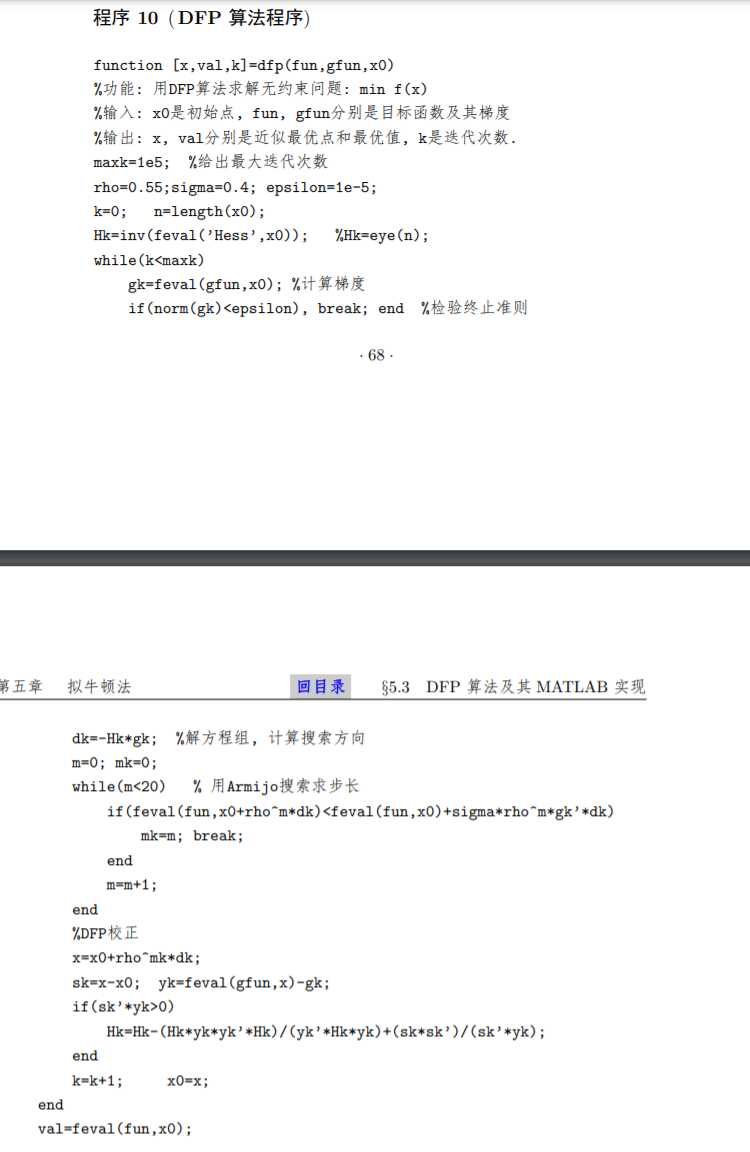 程序 10 (DFP 算法程序)
function [x,val,k]=dfp(fun,gfun,x0)
%功能: 用DFP算法求解无约束问题: min f(x)
%输入: x0是初始点, fun, gfun分别是目标函数及其梯度
%输出: x, val分别是近似最优点和最优值, k是迭代次数.
maxk=1e5; %给出最大迭代次数
rho=0.55;sigma=0.4; epsilon=1e-5;
k=0; n=length(x0);
Hk=inv(feval('Hess',x0)); %Hk=eye(n);
while(k<maxk)
gk=feval(gfun,x0); %计算梯度
if(norm(gk)<epsilon), break; end %检验终止准则
· 68 ·
第五章 拟牛顿法 回目录 §5.3 DFP 算法及其 MATLAB 实现
dk=-Hk*gk; %解方程组, 计算搜索方向
m=0; mk=0;
while(m<20) % 用Armijo搜索求步长
if(feval(fun,x0+rho^m*dk)<feval(fun,x0)+sigma*rho^m*gk'*dk)
mk=m; break;
end
m=m+1;
end
%DFP校正
x=x0+rho^mk*dk;
sk=x-x0; yk=feval(gfun,x)-gk;
if(sk'*yk>0)
Hk=Hk-(Hk*yk*yk'*Hk)/(yk'*Hk*yk)+(sk*sk')/(sk'*yk);
end
k=k+1; x0=x;
end
val=feval(fun,x0);